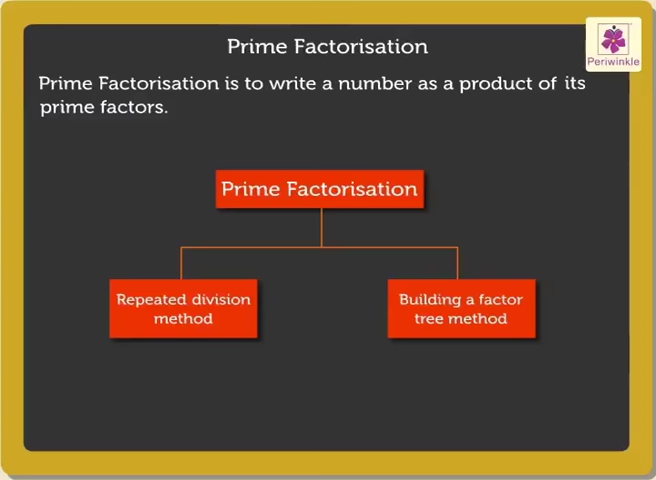 Prime Factorisation
Periwinkle
Prime Factorisation is to write a number as a product of its
prime factors.
Prime Factorisation
Repeated division
method
Building a factor
tree method